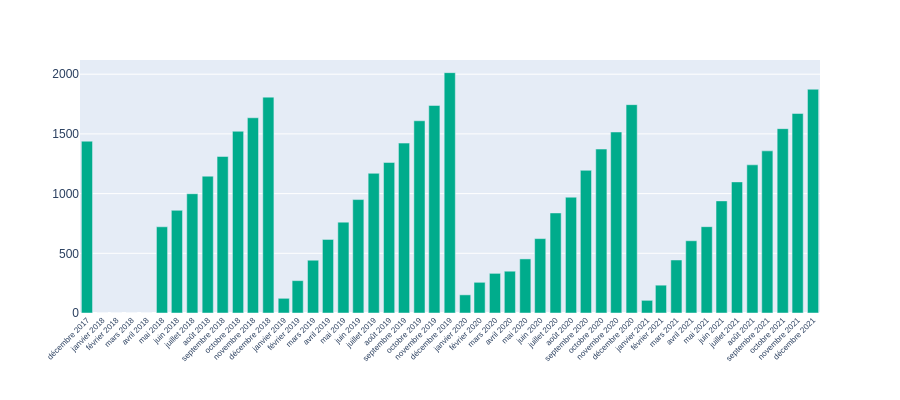 2000
1500
1000
500
0
décembre 2017
janvier 2018
février 2018
mars 2018
avril 2018
mai 2018
juin 2018
juillet 2018
août 2018
septembre 2018
octobre 2018
novembre 2018
décembre 2018
janvier 2019
février 2019
mars 2019
avril 2019
mai 2019
juin 2019
juillet 2019
août 2019
septembre 2019
octobre 2019
novembre 2019
décembre 2019
janvier 2020
février 2020
mars 2020
avril 2020
mai 2020
juin 2020
juillet 2020
août 2020
septembre 2020
octobre 2020
novembre 2020
décembre 2020
janvier 2021
février 2021
mars 2021
avril 2021
mai 2021
juin 2021
juillet 2021
août 2021
septembre 2021
octobre 2021
novembre 2021
décembre 2021